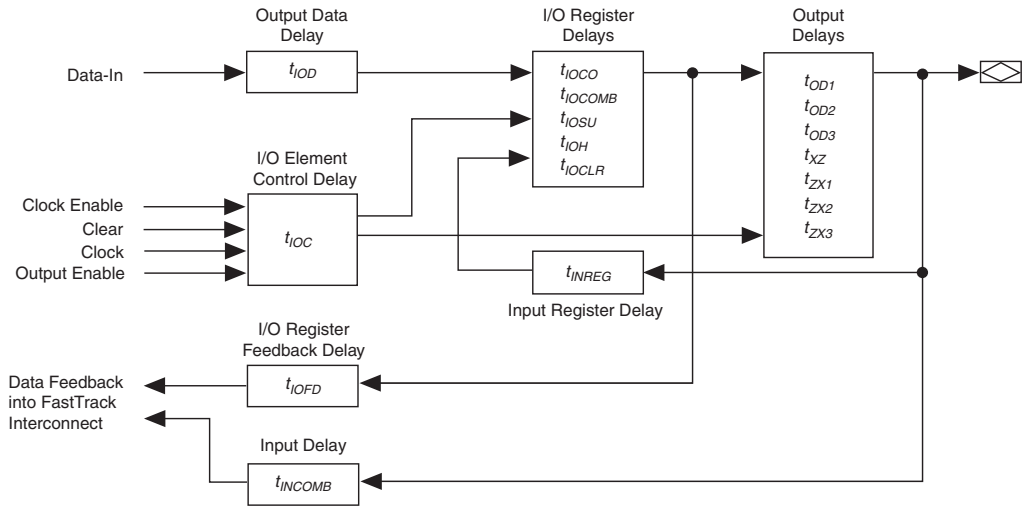 Output Data
Delay
I/O Register
Delays
Output
Delays
Data-In
tIOD
tIOCO
tIOCOMB
tIOSU
tIOH
tIOCLR
tOD1
tOD2
tOD3
tXZ
tZX1
tZX2
tZX3
I/O Element
Control Delay
Clock Enable
Clear
Clock
Output Enable
tIOC
tINREG
Input Register Delay
I/O Register
Feedback Delay
tIOFD
Data Feedback
into FastTrack
Interconnect
Input Delay
tINCOMB